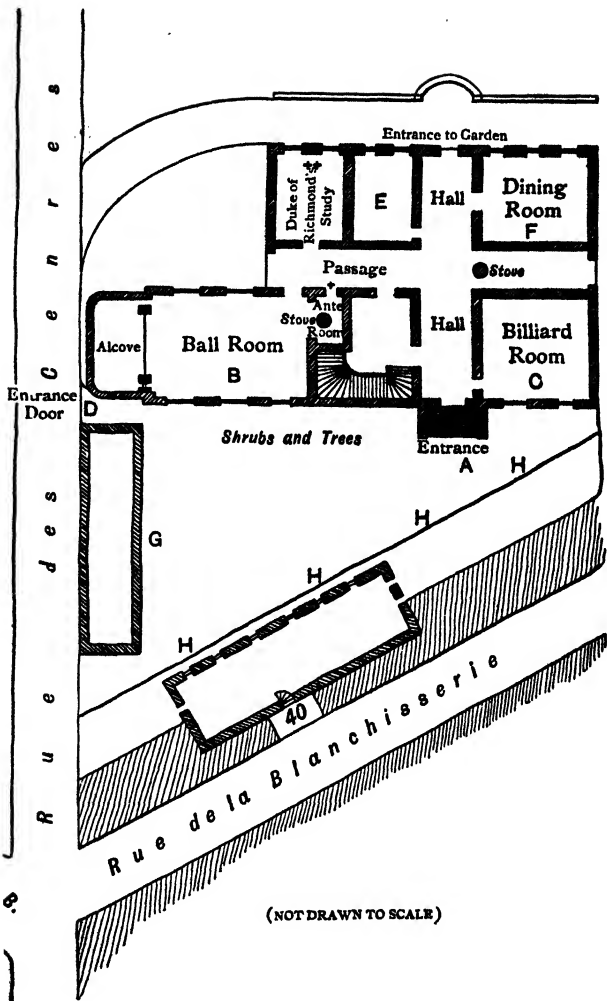 Entrance to Garden
Duke of
Richmond's
Study
E
Hall
Dining
Room
F
Passage
Stove
Ante
Room
Stove
Alcove
Ball Room
B
Hall
Billiard
Room
C
Entrance
Door
D
Shrubs and Trees
Entrance
A
H
H
H
H
G
40
Rue des Cendres
Rue de la Blanchisserie
B.
(NOT DRAWN TO SCALE)